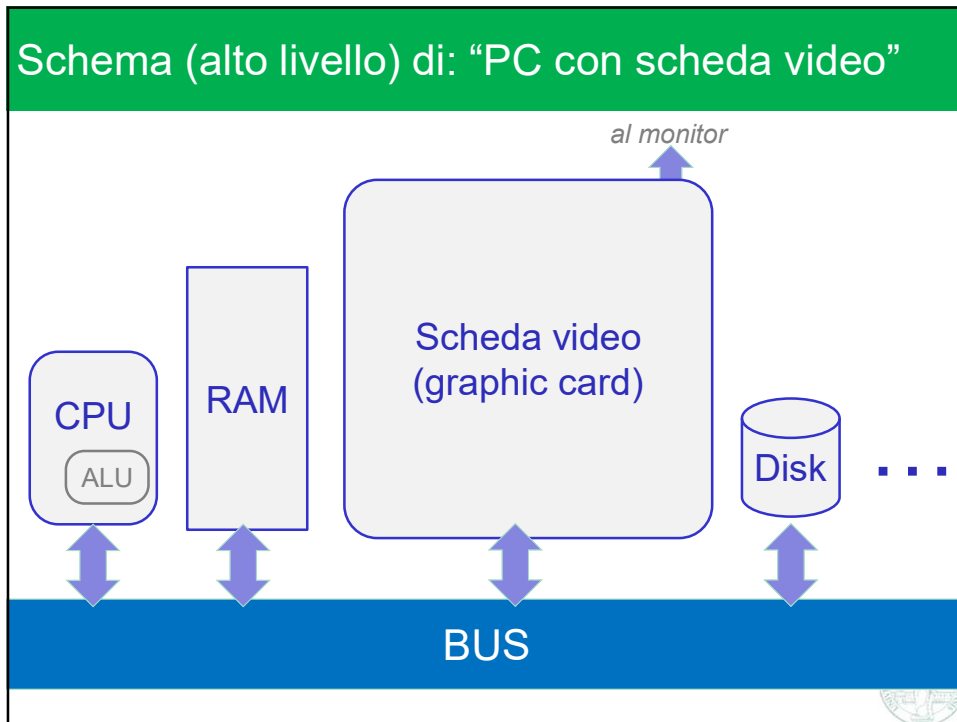 Schema (alto livello) di: “PC con scheda video”
al monitor
Scheda video
(graphic card)
RAM
CPU
ALU
Disk
. . .
BUS